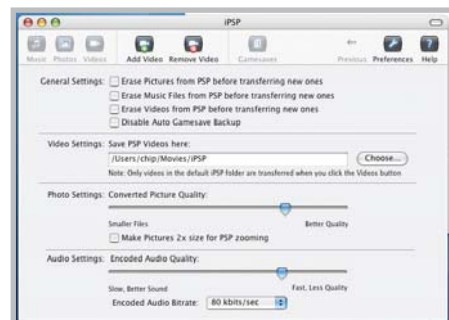 iPSP
Music Photos Videos Add Video Remove Video Gamesaves Previous Preferences Help
General Settings: Erase Pictures from PSP before transferring new ones
Erase Music Files from PSP before transferring new ones
Erase Videos from PSP before transferring new ones
Disable Auto Gamesave Backup
Video Settings: Save PSP Videos here:
/Users/chip/Movies/iPSP Choose...
Note: Only videos in the default iPSP folder are transferred when you click the Videos button
Photo Settings: Converted Picture Quality:
Smaller Files Better Quality
Make Pictures 2x size for PSP zooming
Audio Settings: Encoded Audio Quality:
Slow, Better Sound Fast, Less Quality
Encoded Audio Bitrate: 80 kbits/sec